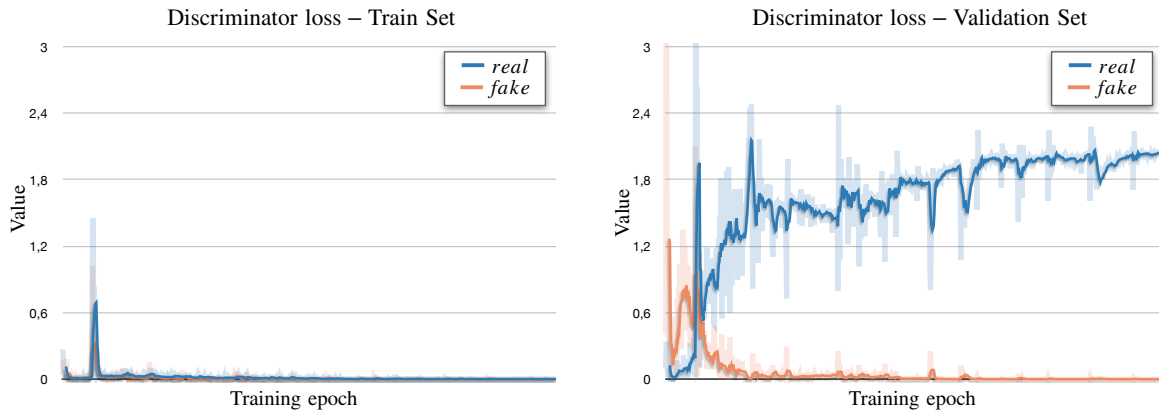 Discriminator loss – Train Set
3
2,4
1,8
1,2
0,6
0
Value
real
fake
Training epoch
Discriminator loss – Validation Set
3
2,4
1,8
1,2
0,6
0
Value
real
fake
Training epoch